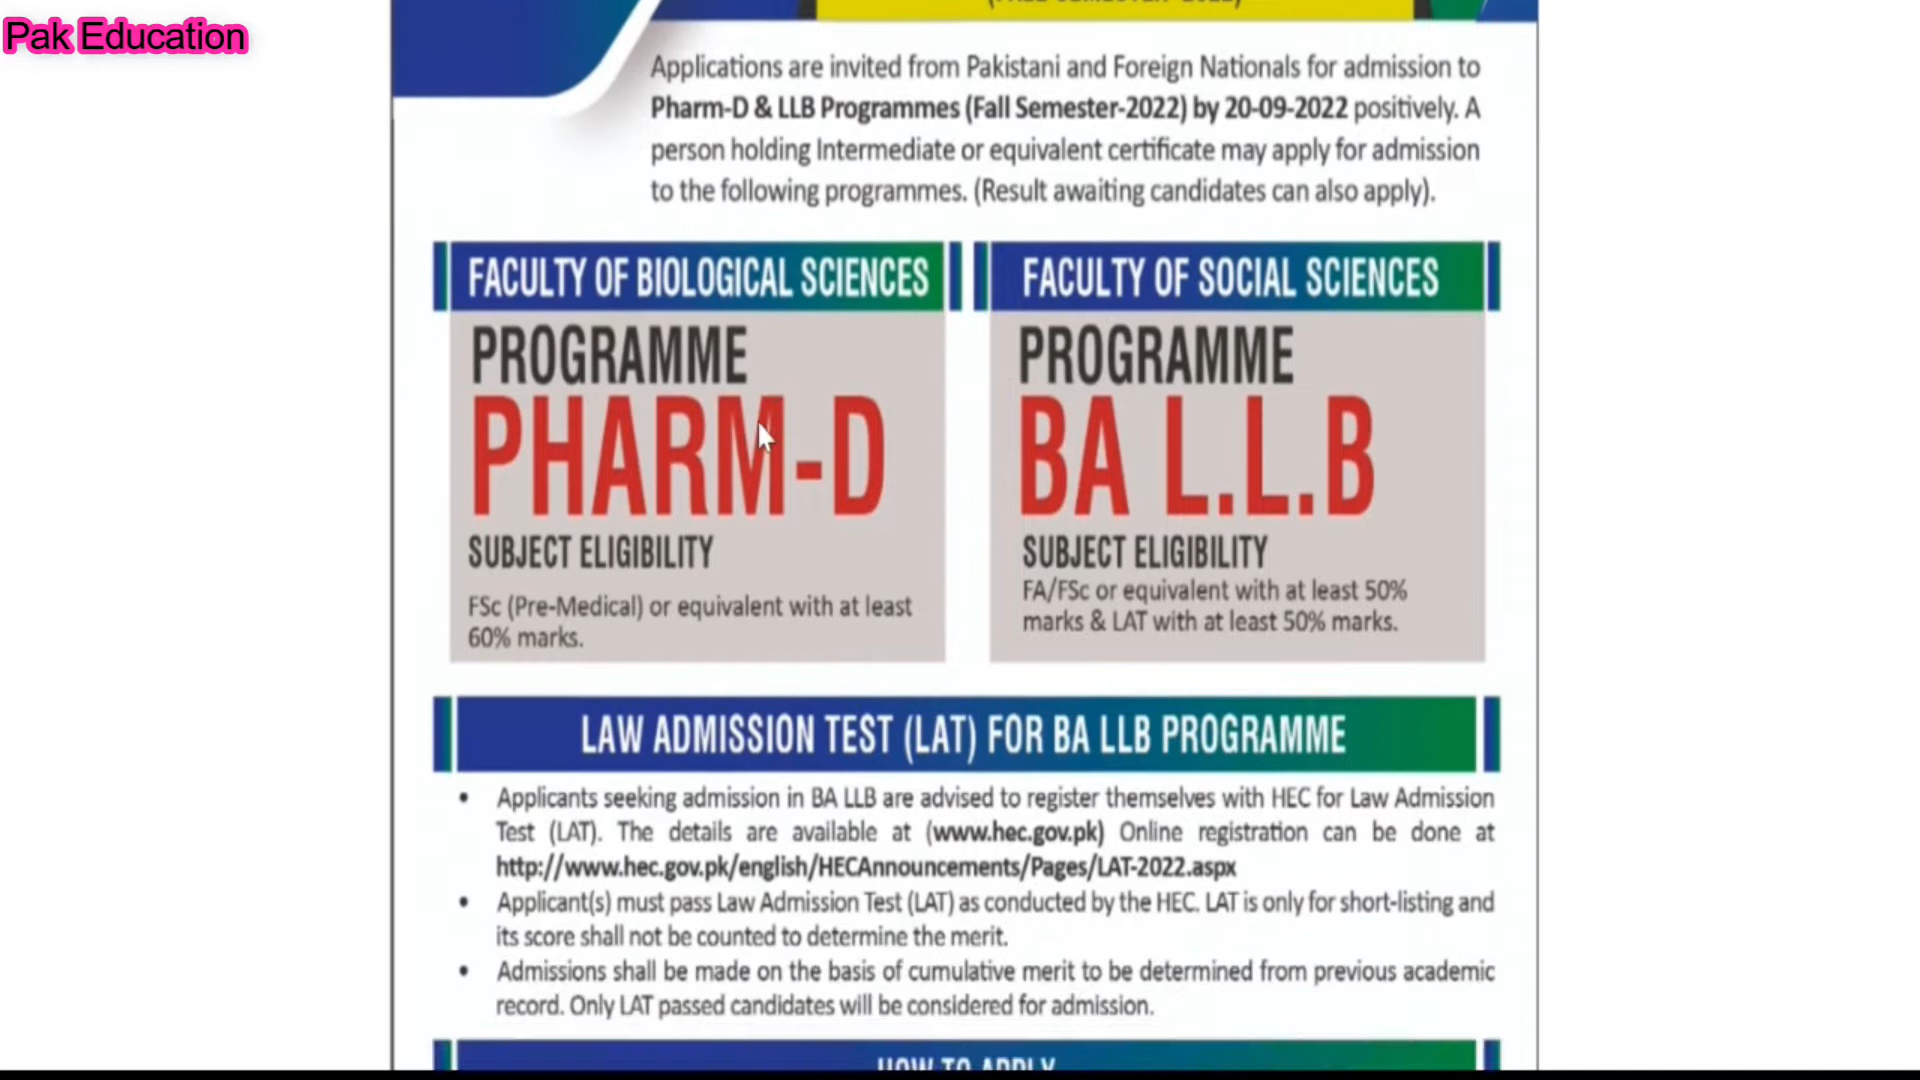 Pak Education
Applications are invited from Pakistani and Foreign Nationals for admission to
Pharm-D & LLB Programmes (Fall Semester-2022) by 20-09-2022 positively. A
person holding Intermediate or equivalent certificate may apply for admission
to the following programmes. (Result awaiting candidates can also apply).
FACULTY OF BIOLOGICAL SCIENCES
PROGRAMME
PHARM-D
SUBJECT ELIGIBILITY
FSc (Pre-Medical) or equivalent with at least
60% marks.
FACULTY OF SOCIAL SCIENCES
PROGRAMME
BA L.L.B
SUBJECT ELIGIBILITY
FA/FSc or equivalent with at least 50%
marks & LAT with at least 50% marks.
LAW ADMISSION TEST (LAT) FOR BA LLB PROGRAMME
• Applicants seeking admission in BA LLB are advised to register themselves with HEC for Law Admission
Test (LAT). The details are available at (www.hec.gov.pk) Online registration can be done at
http://www.hec.gov.pk/english/HECAnnouncements/Pages/LAT-2022.aspx
• Applicant(s) must pass Law Admission Test (LAT) as conducted by the HEC. LAT is only for short-listing and
its score shall not be counted to determine the merit.
• Admissions shall be made on the basis of cumulative merit to be determined from previous academic
record. Only LAT passed candidates will be considered for admission.
HOW TO APPLY